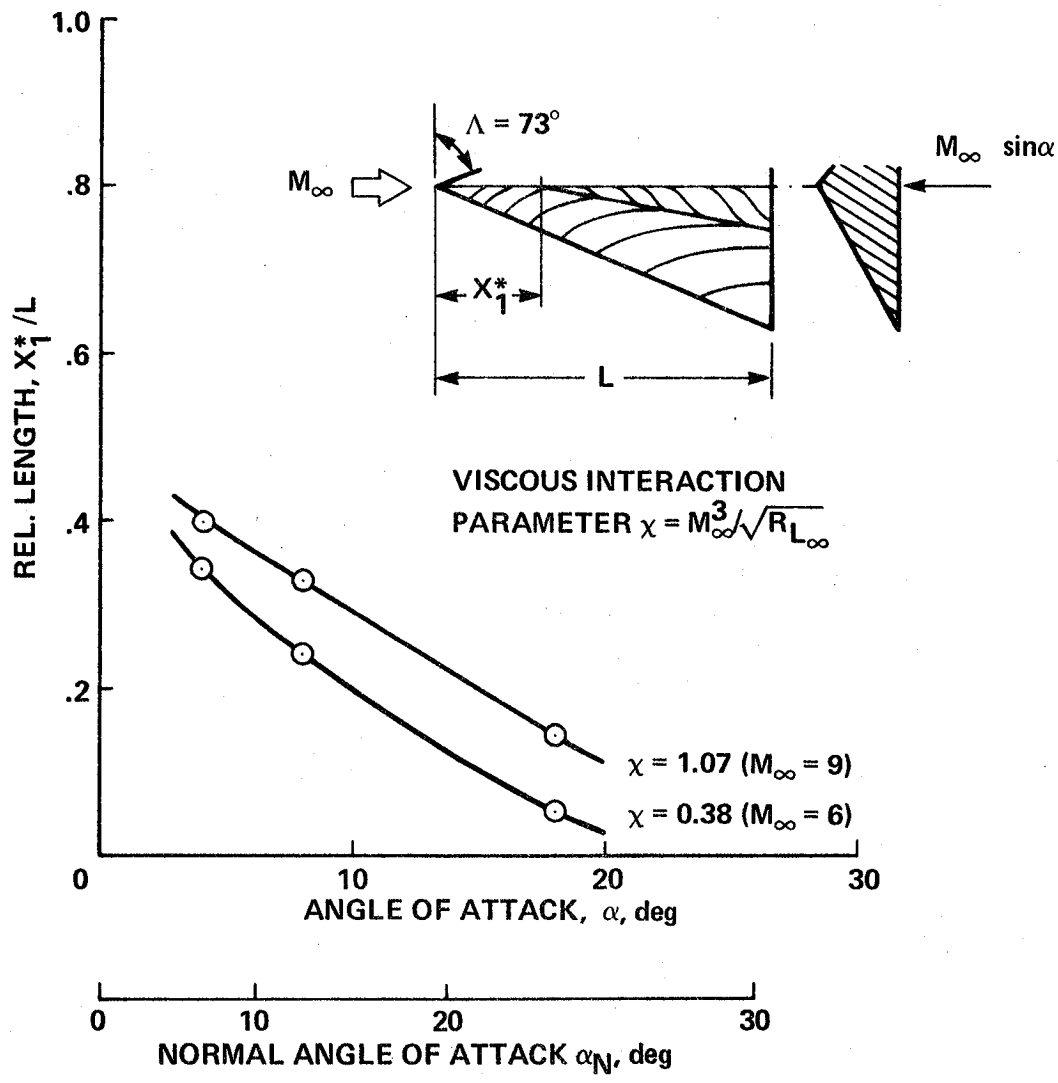 1.0
.8
.6
.4
.2
0
REL. LENGTH, X₁*/L
Λ = 73°
M∞
M∞ sinα
X₁*
L
VISCOUS INTERACTION
PARAMETER χ = M∞³/√R_L∞
χ = 1.07 (M∞ = 9)
χ = 0.38 (M∞ = 6)
10
20
30
ANGLE OF ATTACK, α, deg
0
10
20
30
NORMAL ANGLE OF ATTACK α_N, deg